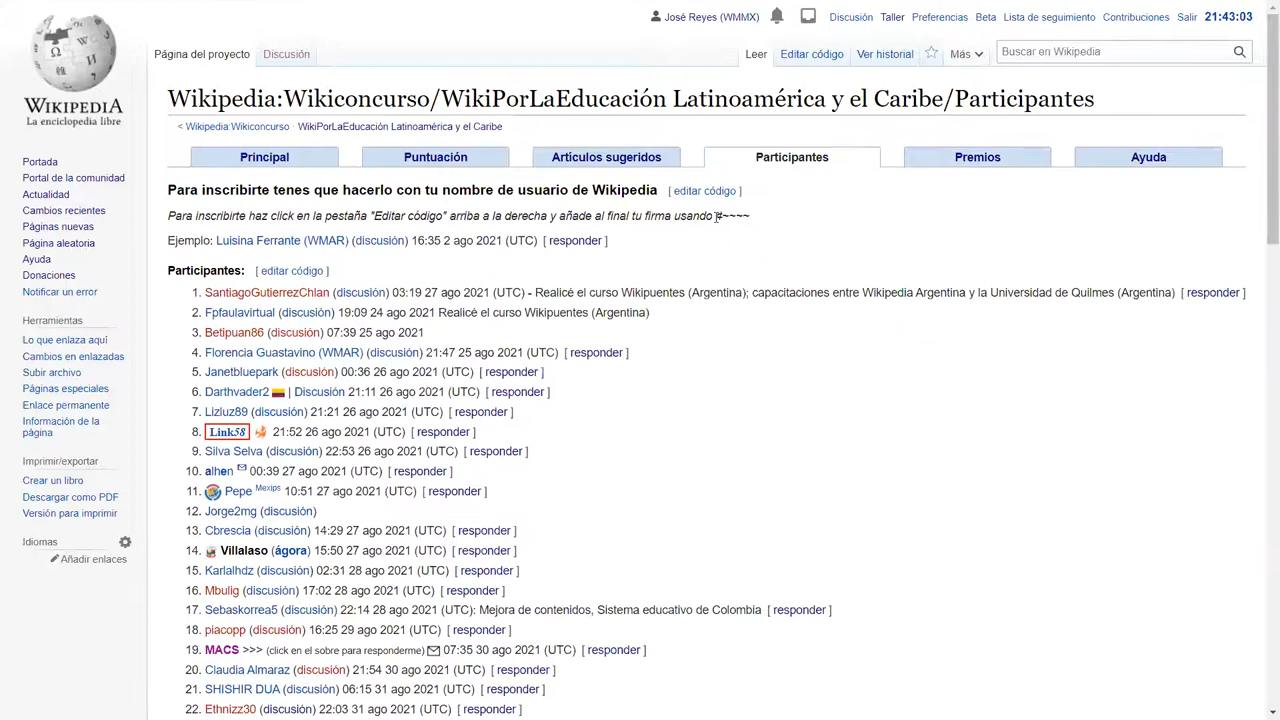 José Reyes (WMMX) Discusión Taller Preferencias Beta Lista de seguimiento Contribuciones Salir 21:43:03
Página del proyecto Discusión Leer Editar código Ver historial Más Buscar en Wikipedia
WIKIPEDIA
La enciclopedia libre
Portada
Portal de la comunidad
Actualidad
Cambios recientes
Páginas nuevas
Página aleatoria
Ayuda
Donaciones
Notificar un error
Herramientas
Lo que enlaza aquí
Cambios en enlazadas
Subir archivo
Páginas especiales
Enlace permanente
Información de la
página
Imprimir/exportar
Crear un libro
Descargar como PDF
Versión para imprimir
Idiomas
Añadir enlaces
Wikipedia:Wikiconcurso/WikiPorLaEducación Latinoamérica y el Caribe/Participantes
< Wikipedia:Wikiconcurso | WikiPorLaEducación Latinoamérica y el Caribe
Principal Puntuación Artículos sugeridos Participantes Premios Ayuda
Para inscribirte tenes que hacerlo con tu nombre de usuario de Wikipedia [ editar código ]
Para inscribirte haz click en la pestaña "Editar código" arriba a la derecha y añade al final tu firma usando #~~~~
Ejemplo: Luisina Ferrante (WMAR) (discusión) 16:35 2 ago 2021 (UTC) [ responder ]
Participantes: [ editar código ]
1. SantiagoGutierrezChlan (discusión) 03:19 27 ago 2021 (UTC) - Realicé el curso Wikipuentes (Argentina); capacitaciones entre Wikipedia Argentina y la Universidad de Quilmes (Argentina) [ responder ]
2. Fpfaulavirtual (discusión) 19:09 24 ago 2021 Realicé el curso Wikipuentes (Argentina)
3. Betipuan86 (discusión) 07:39 25 ago 2021
4. Florencia Guastavino (WMAR) (discusión) 21:47 25 ago 2021 (UTC) [ responder ]
5. Janetbluepark (discusión) 00:36 26 ago 2021 (UTC) [ responder ]
6. Darthvader2 | Discusión 21:11 26 ago 2021 (UTC) [ responder ]
7. Lizluz89 (discusión) 21:21 26 ago 2021 (UTC) [ responder ]
8. Link58 21:52 26 ago 2021 (UTC) [ responder ]
9. Silva Selva (discusión) 22:53 26 ago 2021 (UTC) [ responder ]
10. alhen 00:39 27 ago 2021 (UTC) [ responder ]
11. Pepe Mexips 10:51 27 ago 2021 (UTC) [ responder ]
12. Jorge2mg (discusión)
13. Cbrescia (discusión) 14:29 27 ago 2021 (UTC) [ responder ]
14. Villalaso (ágora) 15:50 27 ago 2021 (UTC) [ responder ]
15. Karlalhdz (discusión) 02:31 28 ago 2021 (UTC) [ responder ]
16. Mbulig (discusión) 17:02 28 ago 2021 (UTC) [ responder ]
17. Sebaskorrea5 (discusión) 22:14 28 ago 2021 (UTC): Mejora de contenidos, Sistema educativo de Colombia [ responder ]
18. piacopp (discusión) 16:25 29 ago 2021 (UTC) [ responder ]
19. MACS >>> (click en el sobre para responderme) 07:35 30 ago 2021 (UTC) [ responder ]
20. Claudia Almaraz (discusión) 21:54 30 ago 2021 (UTC) [ responder ]
21. SHISHIR DUA (discusión) 06:15 31 ago 2021 (UTC) [ responder ]
22. Ethnizz30 (discusión) 22:03 31 ago 2021 (UTC) [ responder ]